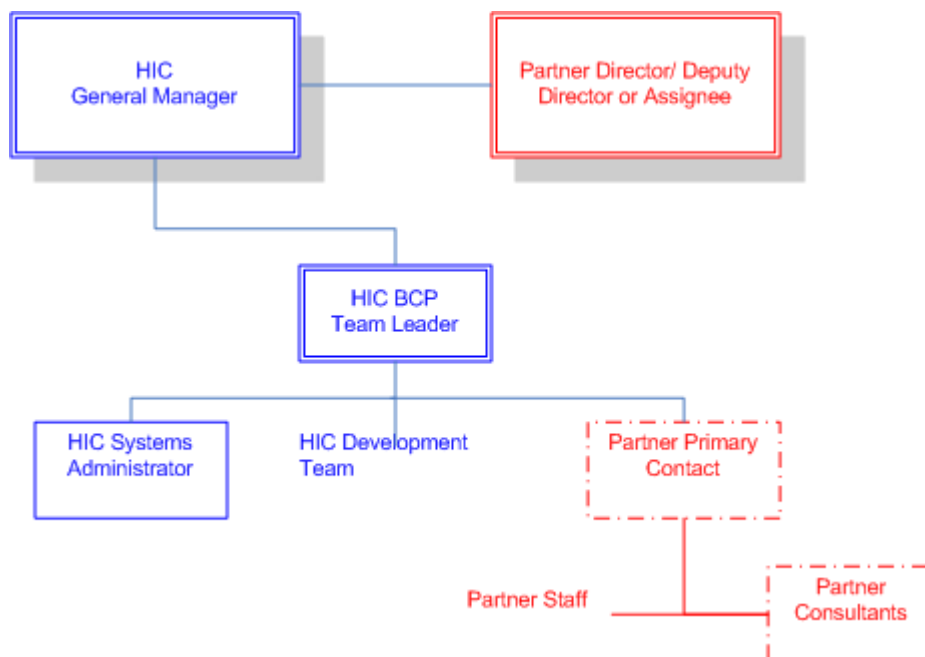 HIC
General Manager
Partner Director/ Deputy
Director or Assignee
HIC BCP
Team Leader
HIC Systems
Administrator
HIC Development
Team
Partner Primary
Contact
Partner Staff
Partner
Consultants